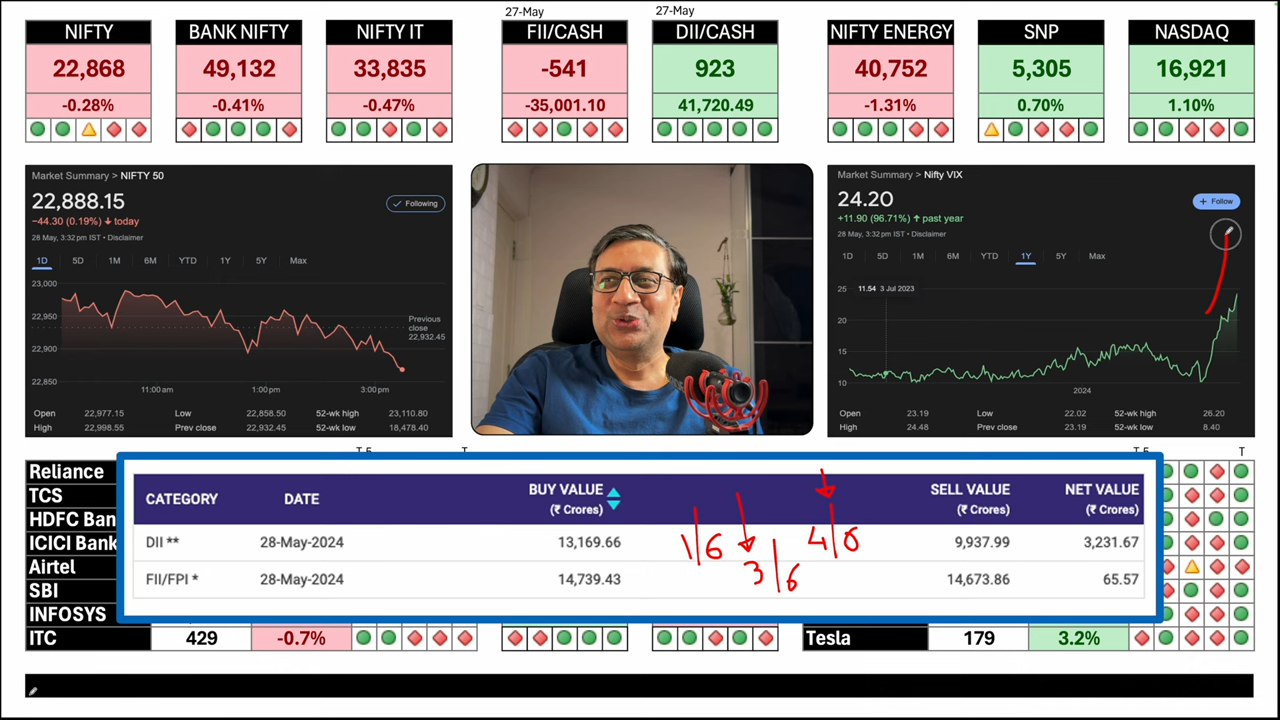 27-May
27-May
NIFTY
BANK NIFTY
NIFTY IT
FII/CASH
DII/CASH
NIFTY ENERGY
SNP
NASDAQ
22,868
49,132
33,835
-541
923
40,752
5,305
16,921
-0.28%
-0.41%
-0.47%
-35,001.10
41,720.49
-1.31%
0.70%
1.10%
Market Summary > NIFTY 50
22,888.15
Following
−44.30 (0.19%) ↓ today
28 May, 3:32 pm IST • Disclaimer
1D 5D 1M 6M YTD 1Y 5Y Max
23,000
22,950
22,900
22,850
Previous
close
22,932.45
11:00 am 1:00 pm 3:00 pm
Open 22,977.15 Low 22,858.50 52-wk high 23,110.80
High 22,998.55 Prev close 22,932.45 52-wk low 18,478.40
Market Summary > Nifty VIX
24.20
+ Follow
+11.90 (96.71%) ↑ past year
28 May, 3:32 pm IST • Disclaimer
1D 5D 1M 6M YTD 1Y 5Y Max
11.54 3 Jul 2023
25
20
15
10
2024
Open 23.19 Low 22.02 52-wk high 26.20
High 24.48 Prev close 23.19 52-wk low 8.40
Reliance
TCS
HDFC Ban
ICICI Bank
Airtel
SBI
INFOSYS
ITC 429 -0.7%
CATEGORY DATE BUY VALUE (₹ Crores) SELL VALUE (₹ Crores) NET VALUE (₹ Crores)
DII ** 28-May-2024 13,169.66 9,937.99 3,231.67
FII/FPI * 28-May-2024 14,739.43 14,673.86 65.57
1/6
3/6
Tesla 179 3.2%